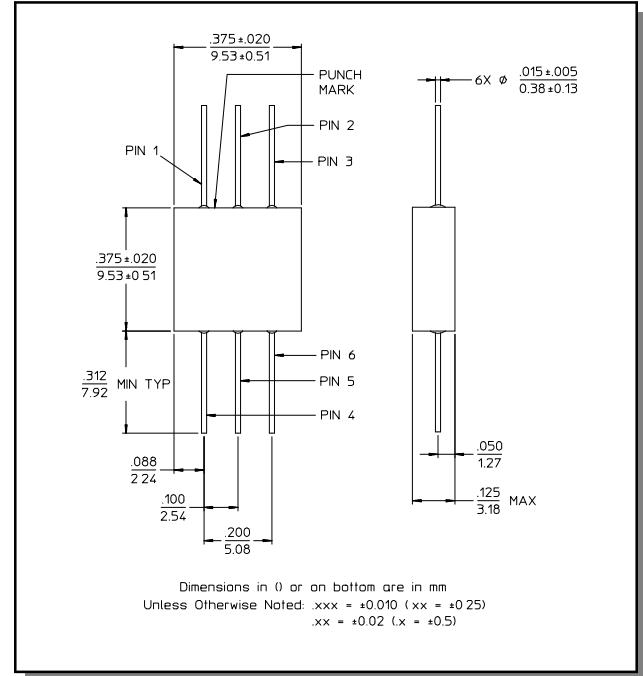 .375±.020
9.53±0.51
PUNCH
MARK
6X Ø .015±.005
0.38±0.13
PIN 2
PIN 1
PIN 3
.375±.020
9.53±0 51
PIN 6
.312
7.92 MIN TYP
PIN 5
PIN 4
.050
1.27
.088
2 24
.100
2.54
.125
3.18 MAX
.200
5.08
Dimensions in () or on bottom are in mm
Unless Otherwise Noted: .xxx = ±0.010 ( xx = ±0 25)
.xx = ±0.02 (.x = ±0.5)